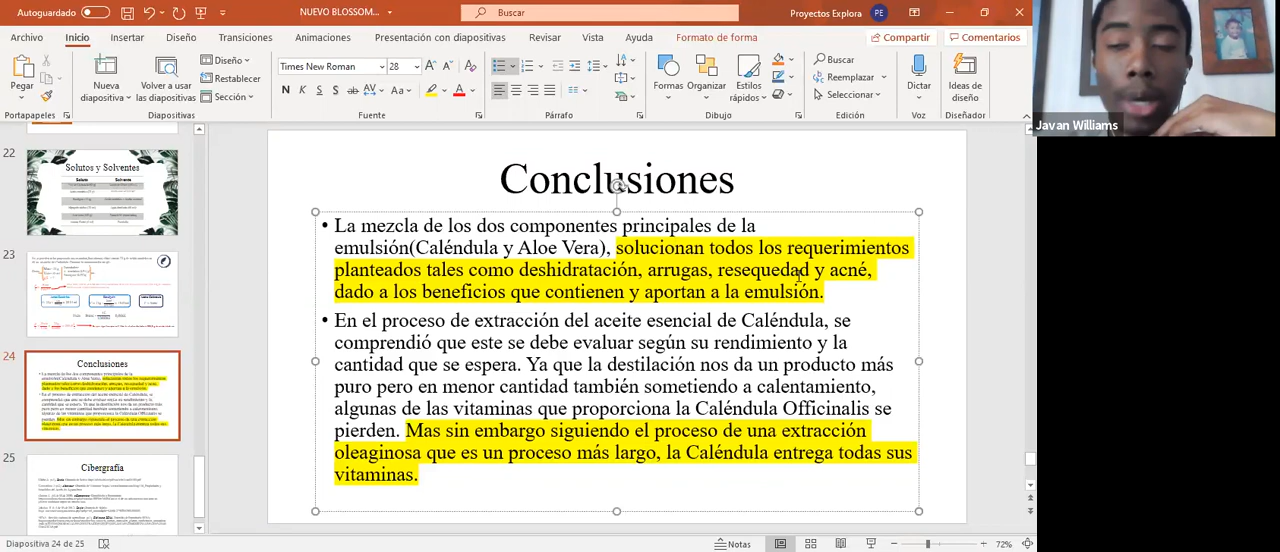 Autoguardado
NUEVO BLOSSOM...
Buscar
Proyectos Explora
PE
Archivo
Inicio
Insertar
Diseño
Transiciones
Animaciones
Presentación con diapositivas
Revisar
Vista
Ayuda
Formato de forma
Compartir
Comentarios
Pegar
Nueva
diapositiva
Volver a usar
las diapositivas
Diseño
Restablecer
Sección
Times New Roman
28
N K S ab AV Aa
Formas
Organizar
Estilos
rápidos
Buscar
Reemplazar
Seleccionar
Dictar
Ideas de
diseño
Portapapeles
Diapositivas
Fuente
Párrafo
Dibujo
Edición
Voz
Diseñador
Javan Williams
22
Solutos y Solventes
Soluto
Solvente
23
24
Conclusiones
25
Cibergrafía
Conclusiones
• La mezcla de los dos componentes principales de la
emulsión(Caléndula y Aloe Vera), solucionan todos los requerimientos
planteados tales como deshidratación, arrugas, resequedad y acné,
dado a los beneficios que contienen y aportan a la emulsión.
• En el proceso de extracción del aceite esencial de Caléndula, se
comprendió que este se debe evaluar según su rendimiento y la
cantidad que se espera. Ya que la destilación nos da un producto más
puro pero en menor cantidad también sometiendo a calentamiento,
algunas de las vitaminas que proporciona la Caléndula Officinalis se
pierden. Mas sin embargo siguiendo el proceso de una extracción
oleaginosa que es un proceso más largo, la Caléndula entrega todas sus
vitaminas.
Diapositiva 24 de 25
Notas
72%